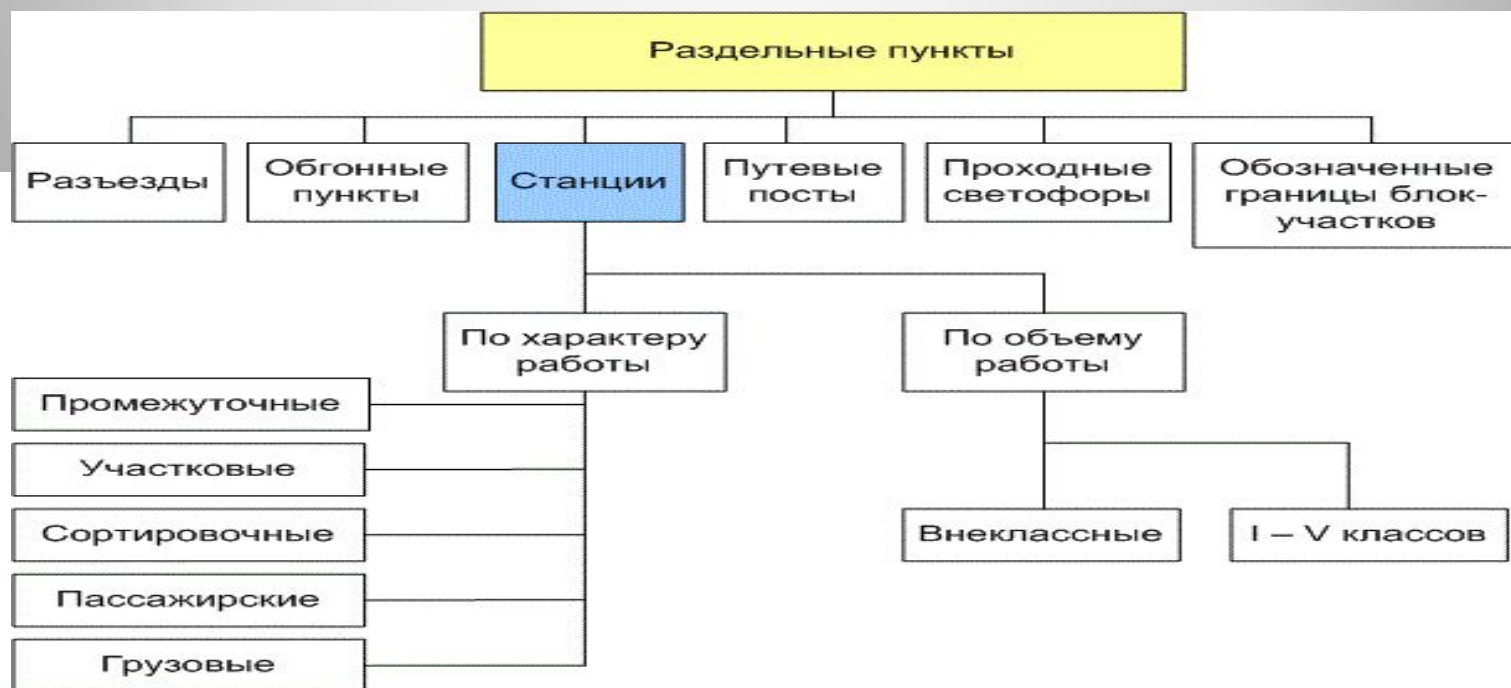 Раздельные пункты
Разъезды
Обгонные
пункты
Станции
Путевые
посты
Проходные
светофоры
Обозначенные
границы блок-
участков
По характеру
работы
По объему
работы
Промежуточные
Участковые
Сортировочные
Пассажирские
Грузовые
Внеклассные
I – V классов